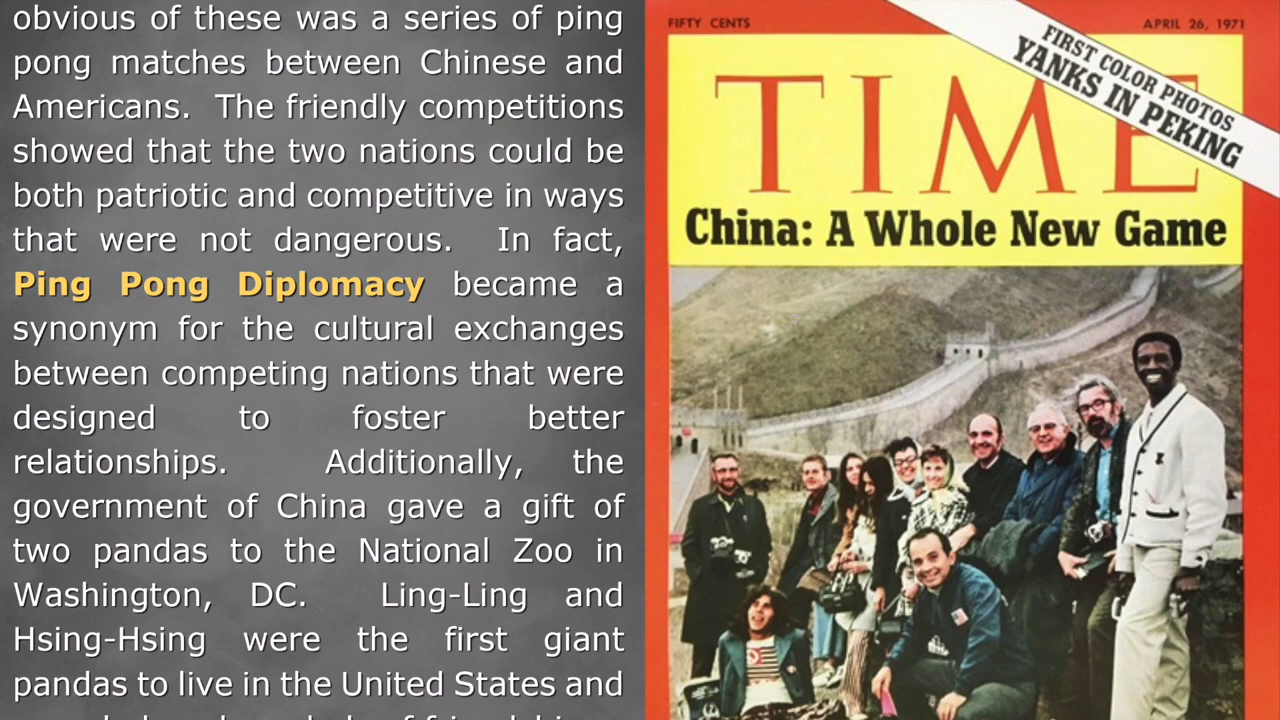 obvious of these was a series of ping
pong matches between Chinese and
Americans. The friendly competitions
showed that the two nations could be
both patriotic and competitive in ways
that were not dangerous. In fact,
Ping Pong Diplomacy became a
synonym for the cultural exchanges
between competing nations that were
designed to foster better
relationships. Additionally, the
government of China gave a gift of
two pandas to the National Zoo in
Washington, DC. Ling-Ling and
Hsing-Hsing were the first giant
pandas to live in the United States and
FIFTY CENTS
APRIL 26, 1971
FIRST COLOR PHOTOS
YANKS IN PEKING
TIME
China: A Whole New Game